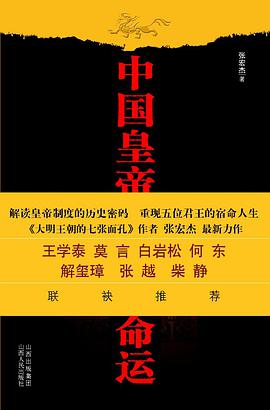 张宏杰 著
中国皇帝
解读皇帝制度的历史密码 重现五位君王的宿命人生
《大明王朝的七张面孔》作者 张宏杰 最新力作
王学泰 莫言 白岩松 何东
解玺璋 张越 柴静
联袂推荐
命运
山西出版集团
山西人民出版社